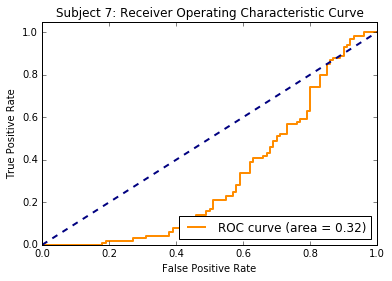 Subject 7: Receiver Operating Characteristic Curve
True Positive Rate
1.0
0.8
0.6
0.4
0.2
0.0
ROC curve (area = 0.32)
0.0 0.2 0.4 0.6 0.8 1.0
False Positive Rate